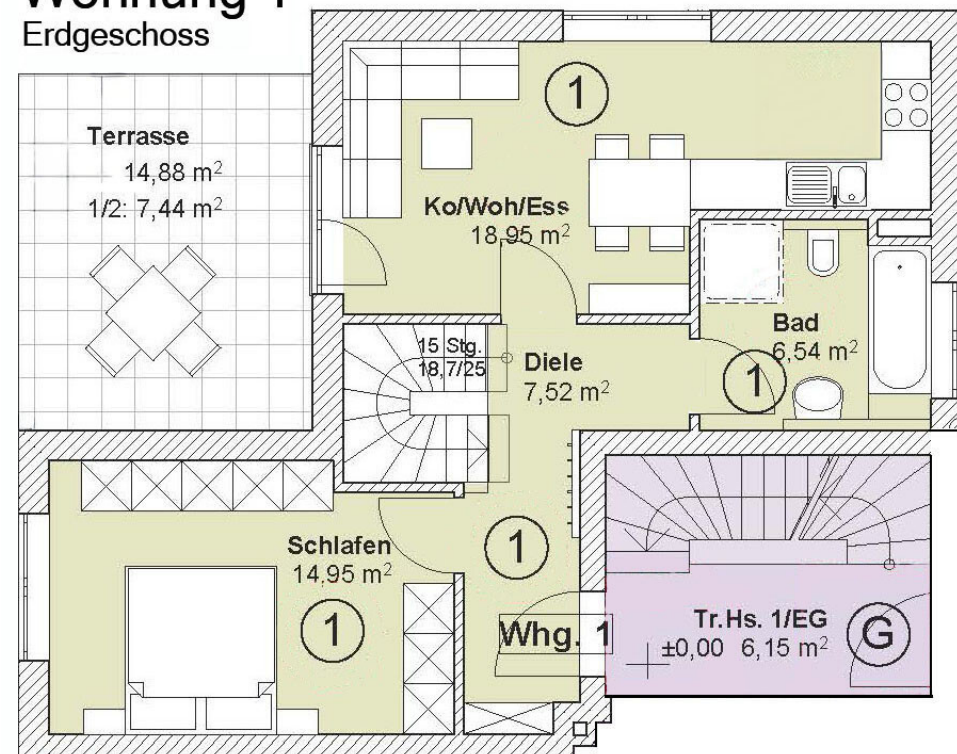 Wohnung 1
Erdgeschoss
Terrasse
14,88 m²
1/2: 7,44 m²
1
Ko/Woh/Ess
18,95 m²
Bad
6,54 m²
1
15 Stg.
18,7/25
Diele
7,52 m²
Schlafen
14,95 m²
1
1
Whg. 1
Tr.Hs. 1/EG
±0,00 6,15 m²
G